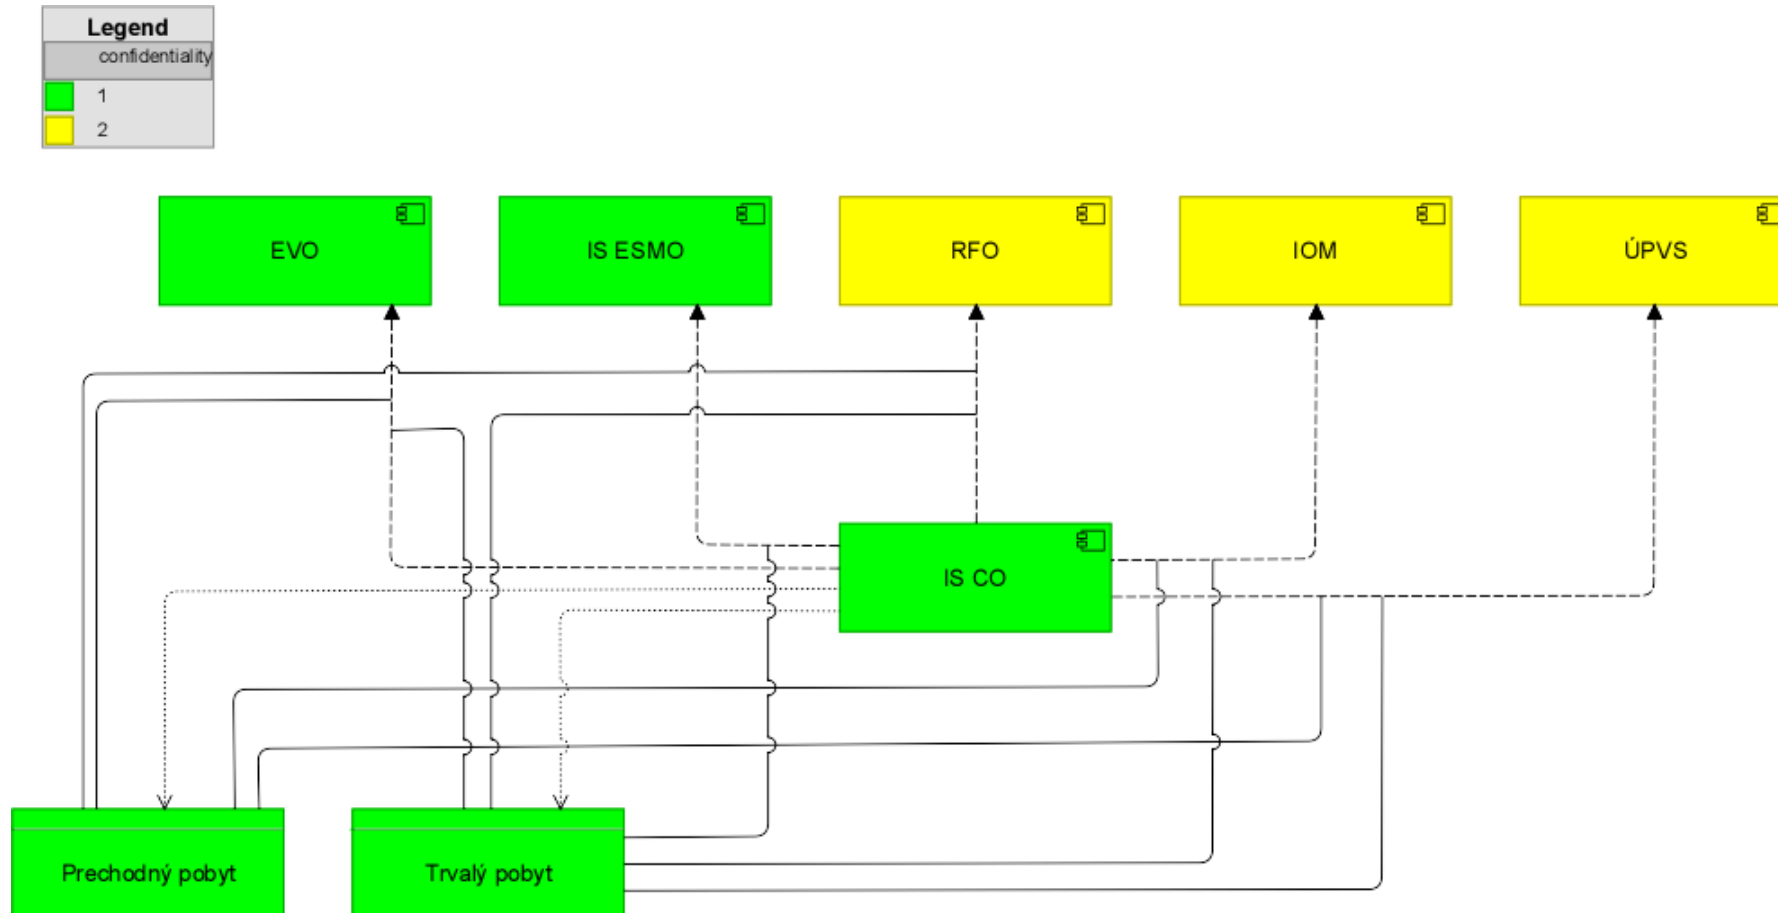 Legend
confidentiality
1
2
EVO
IS ESMO
RFO
IOM
ÚPVS
IS CO
Prechodný pobyt
Trvalý pobyt